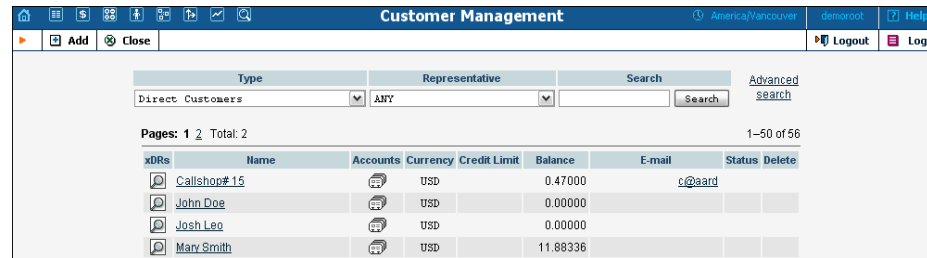 Customer Management America/Vancouver demoroot Help
Add Close Logout Log
Type Representative Search Advanced search
Direct Customers ANY Search
Pages: 1 2 Total: 2 1–50 of 56
xDRs Name Accounts Currency Credit Limit Balance E-mail Status Delete
Callshop#15 USD 0.47000 c@aard
John Doe USD 0.00000
Josh Leo USD 0.00000
Mary Smith USD 11.88336